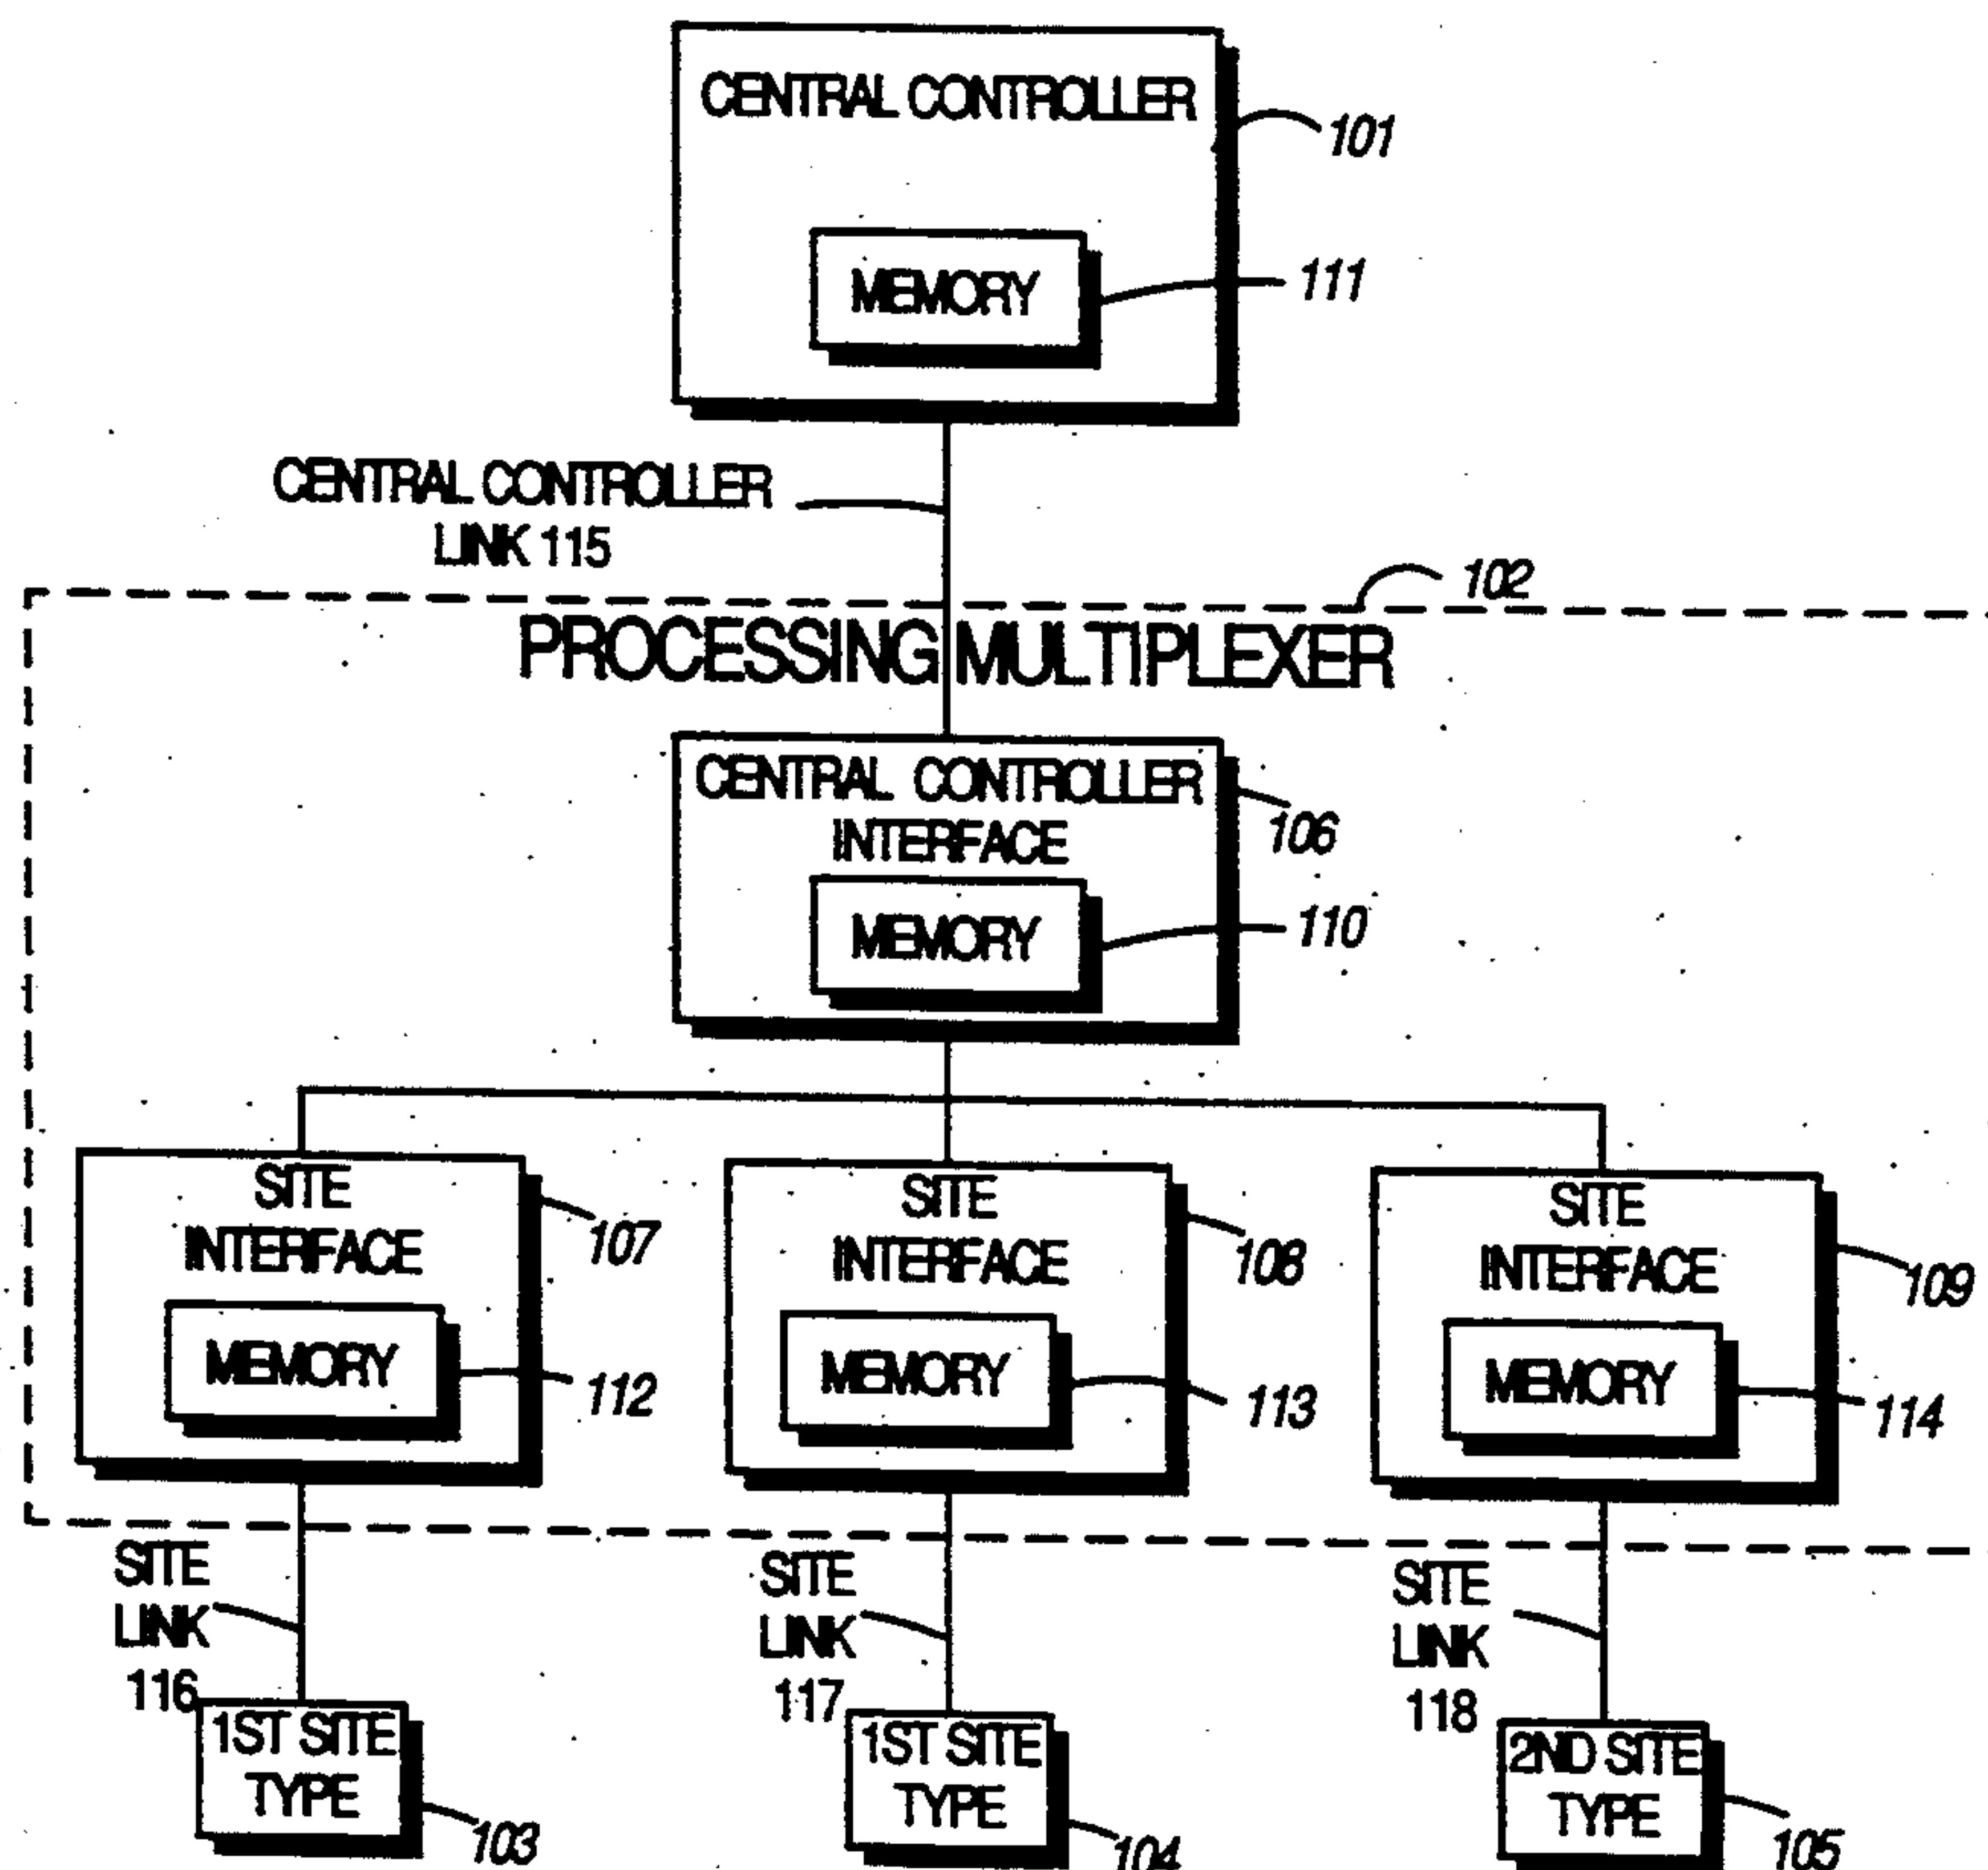 CENTRAL CONTROLLER
101
MEMORY
111
CENTRAL CONTROLLER
LINK 115
102
PROCESSING MULTIPLEXER
CENTRAL CONTROLLER
INTERFACE
106
MEMORY
110
SITE
INTERFACE
107
MEMORY
112
SITE
INTERFACE
108
MEMORY
113
SITE
INTERFACE
109
MEMORY
114
SITE
LINK
116
SITE
LINK
117
SITE
LINK
118
1ST SITE
TYPE
103
1ST SITE
TYPE
104
2ND SITE
TYPE
105